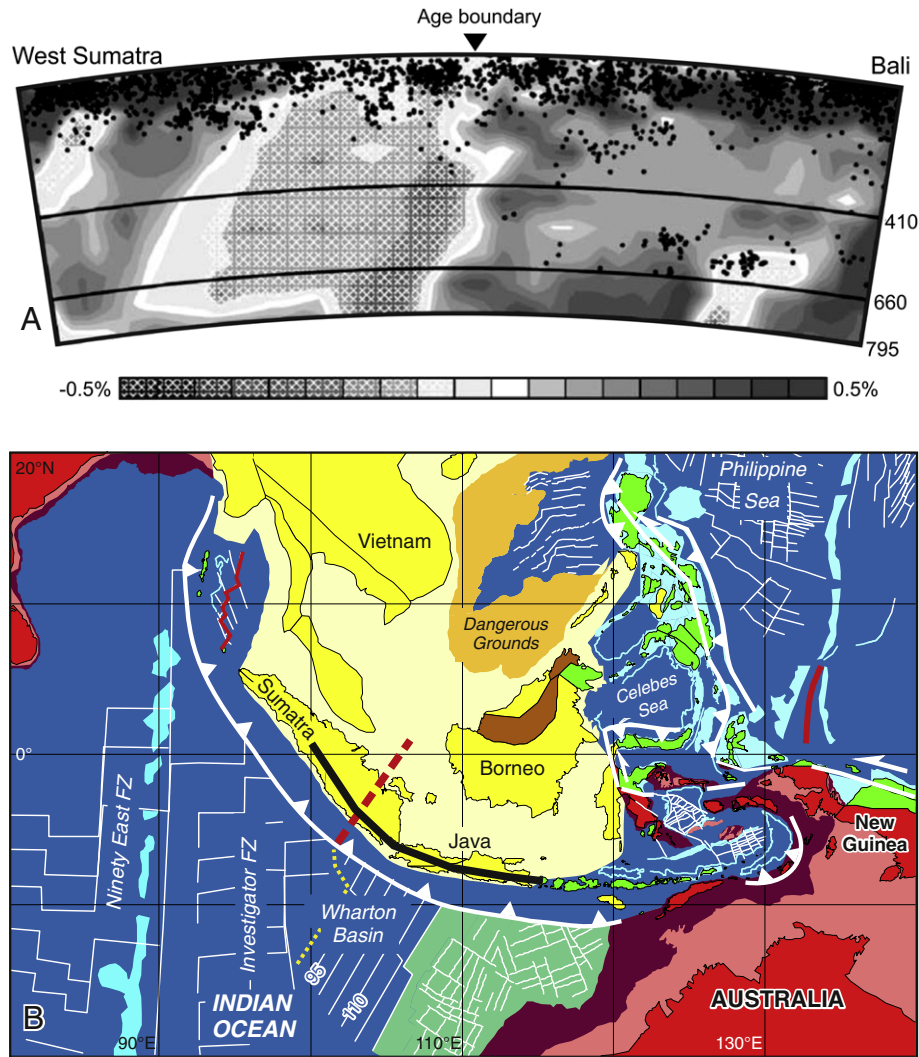 Age boundary
West Sumatra
Bali
410
660
795
A
-0.5%
0.5%
20°N
Philippine
Sea
Vietnam
Dangerous
Grounds
Celebes
Sea
Sumatra
0°
Borneo
New
Guinea
Java
Ninety East FZ
Investigator FZ
Wharton
Basin
95
110
INDIAN
OCEAN
AUSTRALIA
B
90°E
110°E
130°E